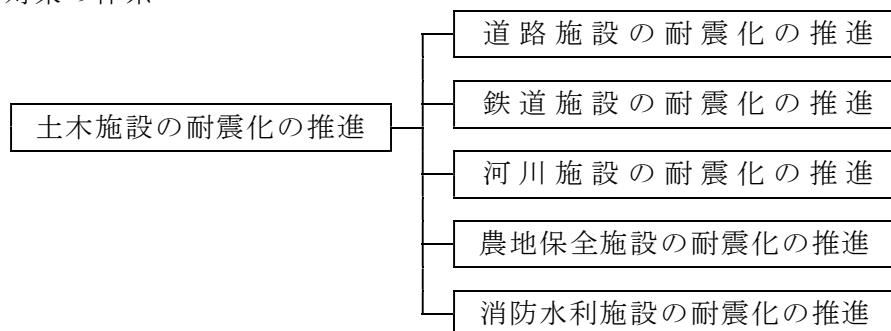 土木施設の耐震化の推進
道路施設の耐震化の推進
鉄道施設の耐震化の推進
河川施設の耐震化の推進
農地保全施設の耐震化の推進
消防水利施設の耐震化の推進